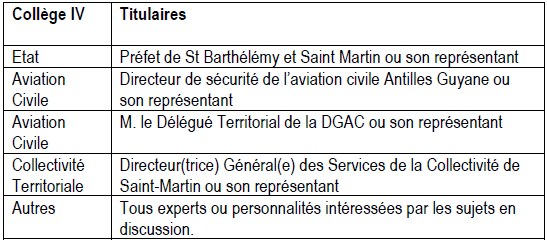 Collège IV Titulaires
Etat Préfet de St Barthélémy et Saint Martin ou son représentant
Aviation Directeur de sécurité de l'aviation civile Antilles Guyane ou
Civile son représentant
Aviation M. le Délégué Territorial de la DGAC ou son représentant
Civile
Collectivité Directeur(trice) Général(e) des Services de la Collectivité de
Territoriale Saint-Martin ou son représentant
Autres Tous experts ou personnalités intéressées par les sujets en
discussion.